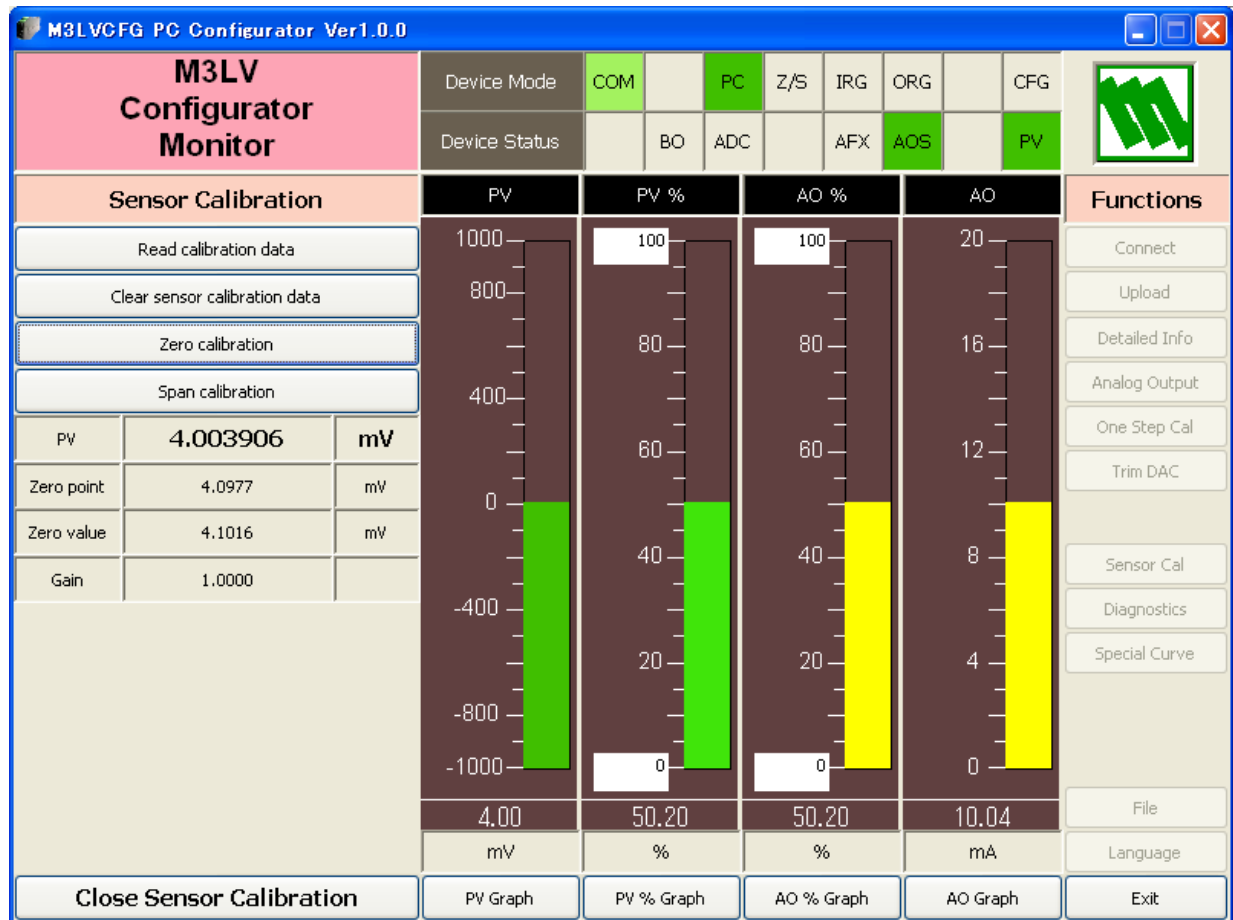 M3LVCFG PC Configurator Ver1.0.0
M3LV
Configurator
Monitor
Device Mode COM PC Z/S IRG ORG CFG
Device Status BO ADC AFX AOS PV
Sensor Calibration
Read calibration data
Clear sensor calibration data
Zero calibration
Span calibration
PV 4.003906 mV
Zero point 4.0977 mV
Zero value 4.1016 mV
Gain 1.0000
Close Sensor Calibration
PV
1000
800
400
0
-400
-800
-1000
4.00
mV
PV Graph
PV %
100
80
60
40
20
0
50.20
%
PV % Graph
AO %
100
80
60
40
20
0
50.20
%
AO % Graph
AO
20
16
12
8
4
0
10.04
mA
AO Graph
Functions
Connect
Upload
Detailed Info
Analog Output
One Step Cal
Trim DAC
Sensor Cal
Diagnostics
Special Curve
File
Language
Exit